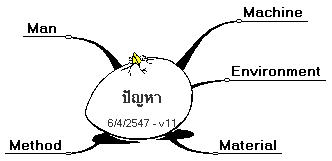 Machine
Man
Environment
ปัญหา
6/4/2547 - v11
Method
Material